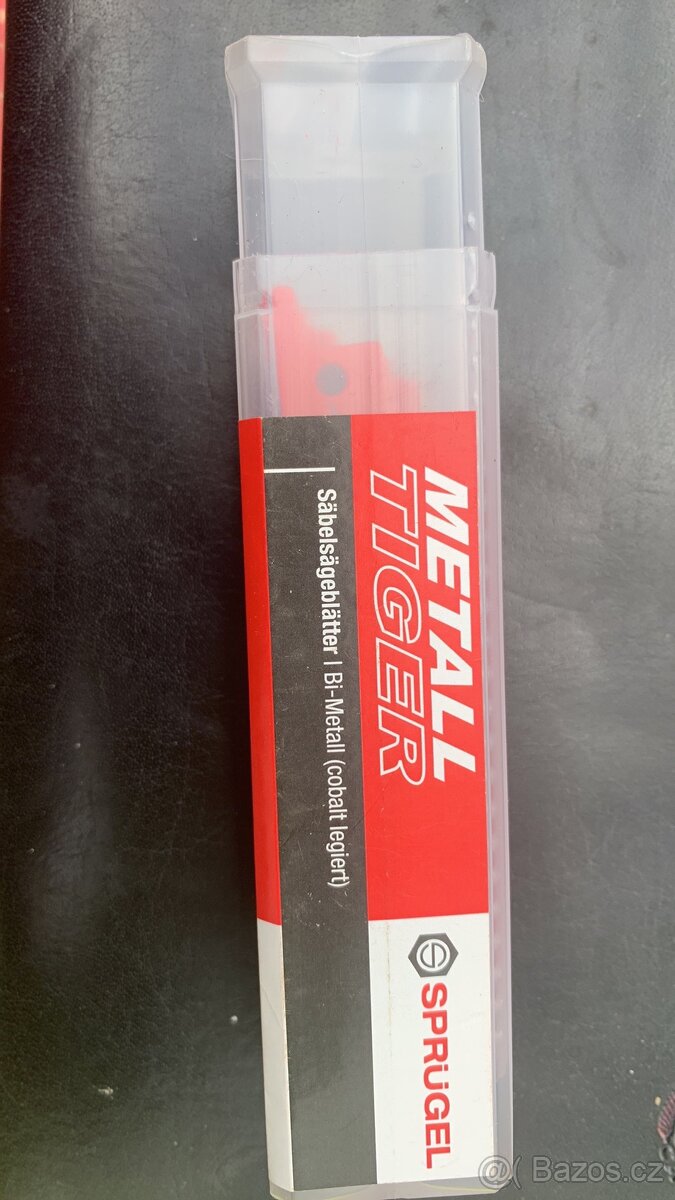 METALL
TIGER
Säbelsägeblätter | Bi-Metall (cobalt legiert)
SPRÜGEL
@( Bazos.cz